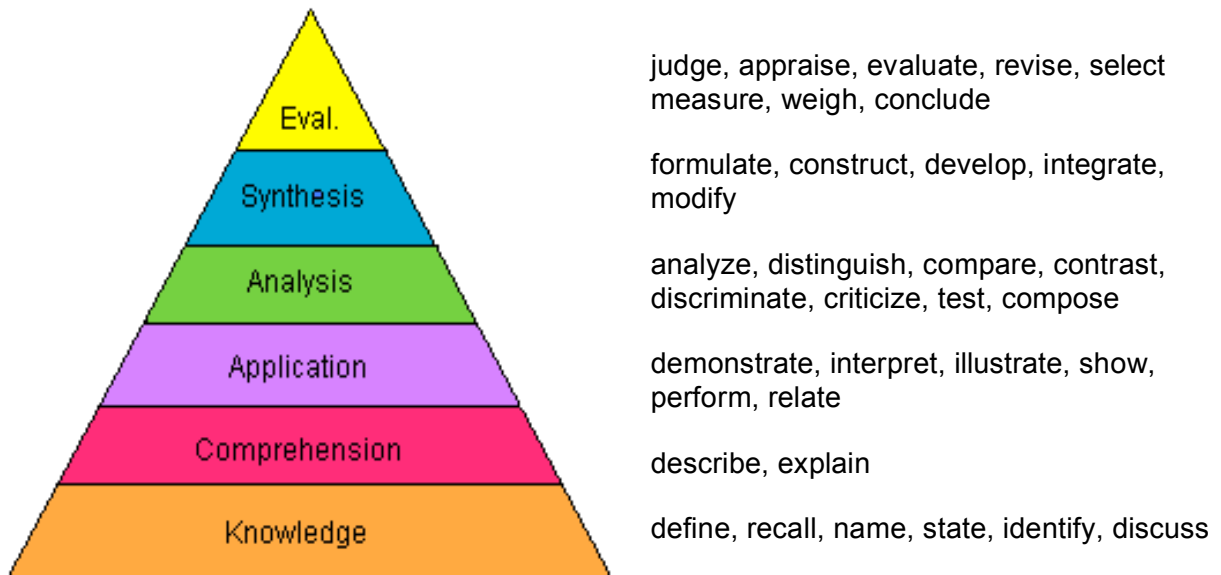 Eval.
judge, appraise, evaluate, revise, select
measure, weigh, conclude
Synthesis
formulate, construct, develop, integrate,
modify
Analysis
analyze, distinguish, compare, contrast,
discriminate, criticize, test, compose
Application
demonstrate, interpret, illustrate, show,
perform, relate
Comprehension
describe, explain
Knowledge
define, recall, name, state, identify, discuss